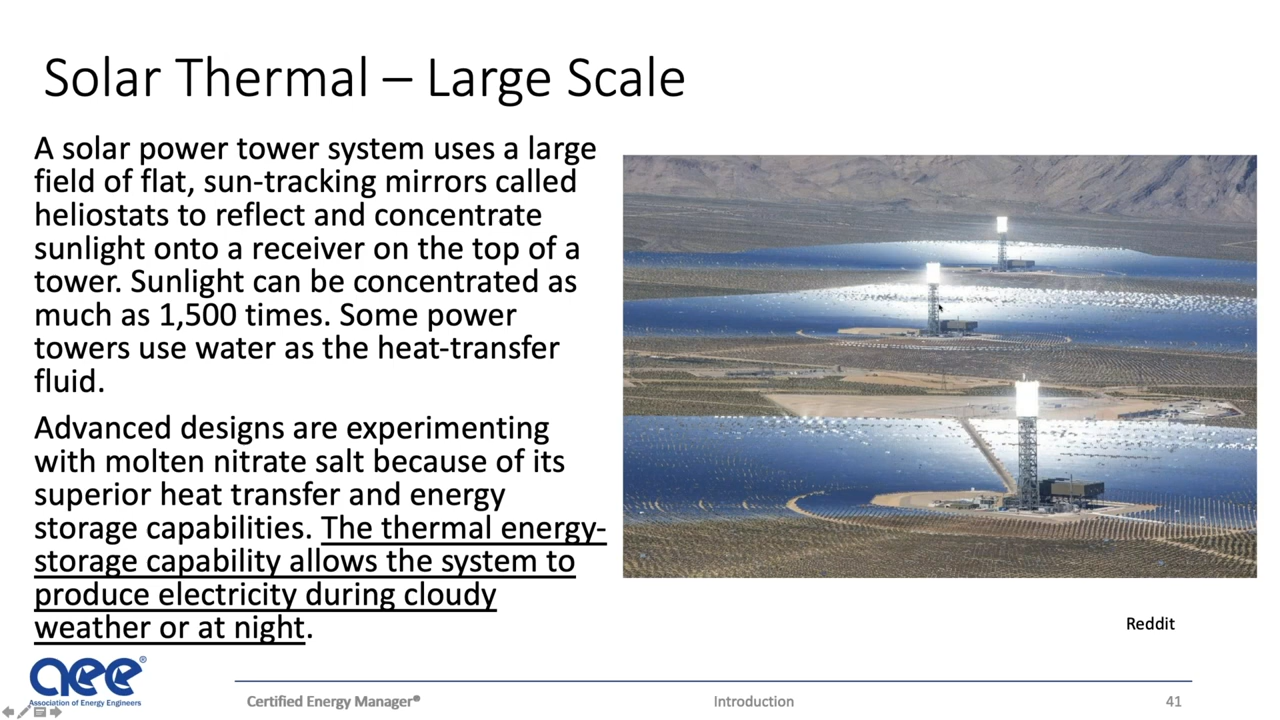 Solar Thermal – Large Scale
A solar power tower system uses a large
field of flat, sun-tracking mirrors called
heliostats to reflect and concentrate
sunlight onto a receiver on the top of a
tower. Sunlight can be concentrated as
much as 1,500 times. Some power
towers use water as the heat-transfer
fluid.
Advanced designs are experimenting
with molten nitrate salt because of its
superior heat transfer and energy
storage capabilities. The thermal energy-
storage capability allows the system to
produce electricity during cloudy
weather or at night.
Reddit
aee®
Association of Energy Engineers
Certified Energy Manager®
Introduction
41